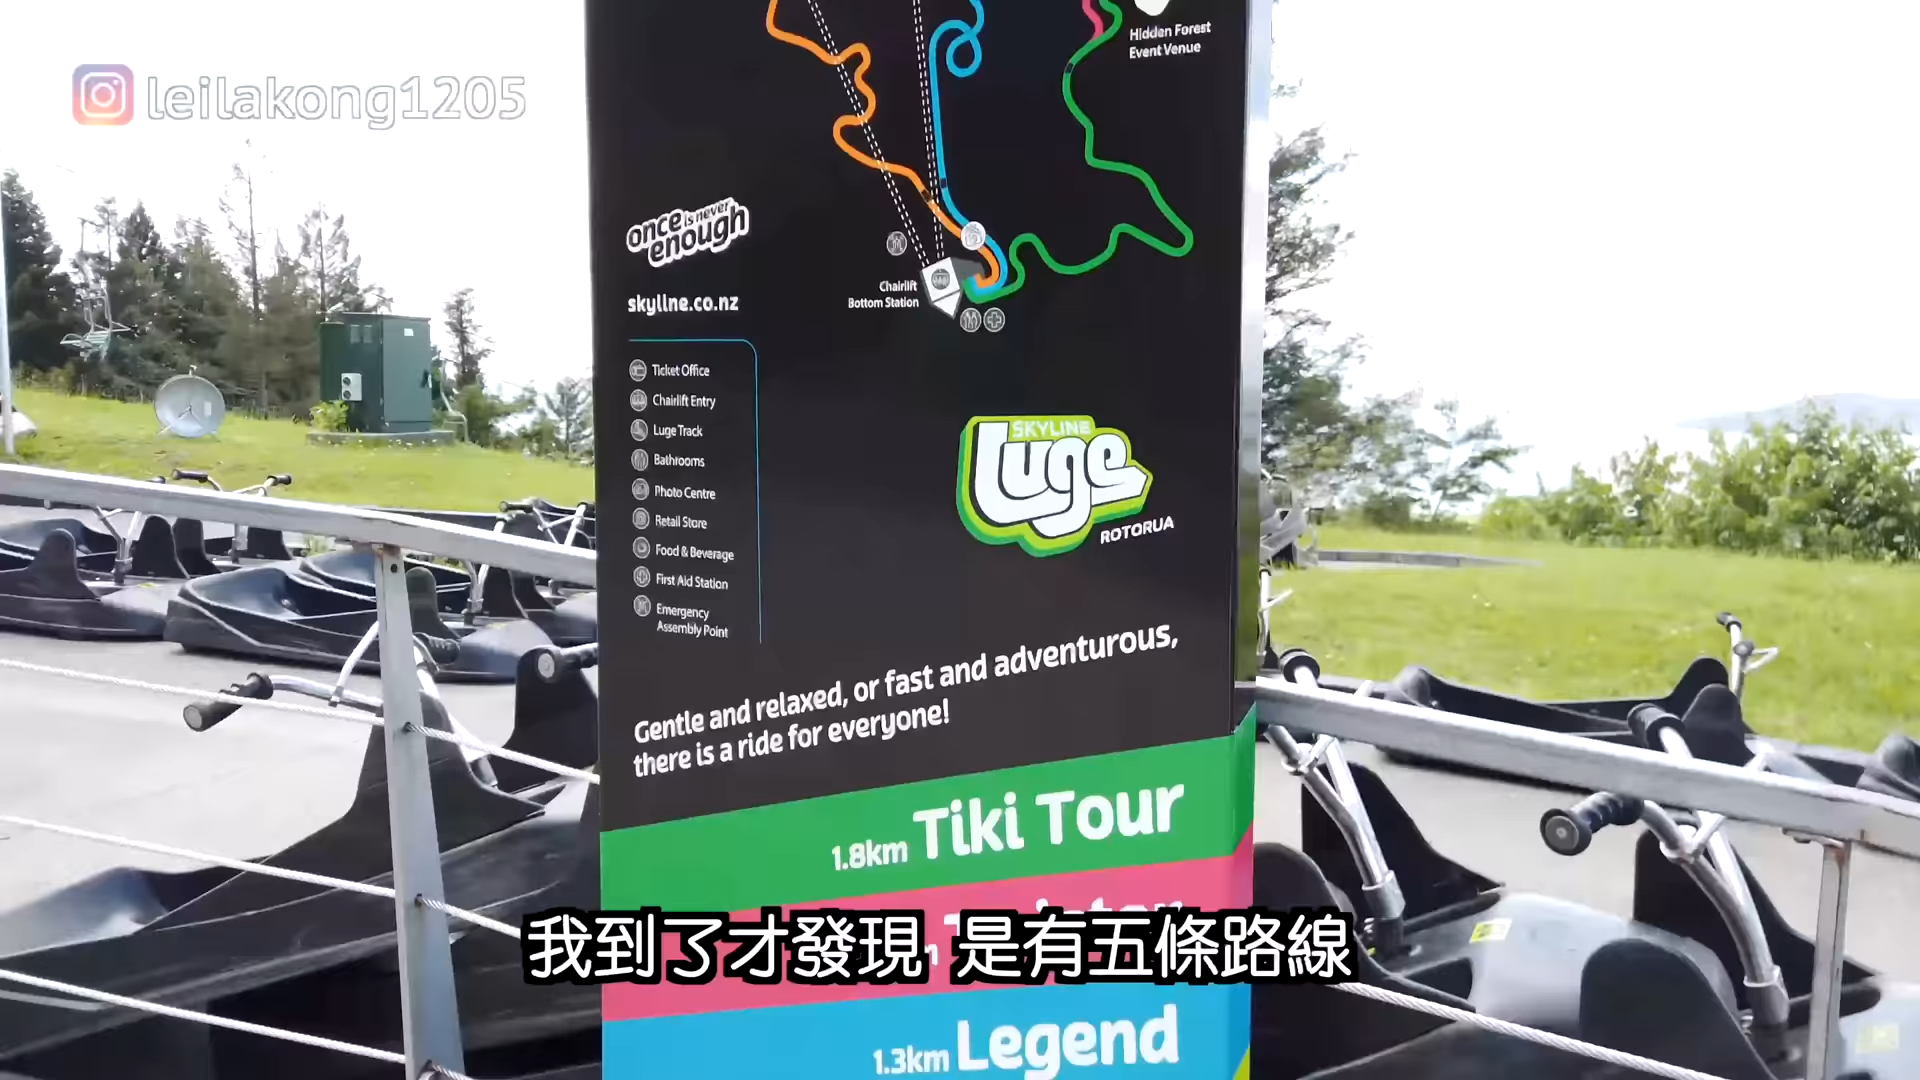 leilakong1205
Hidden Forest
Event Venue
once is never
enough
skyline.co.nz
Chairlift
Bottom Station
Ticket Office
Chairlift Entry
Luge Track
Bathrooms
Photo Centre
Retail Store
Food & Beverage
First Aid Station
Emergency
Assembly Point
SKYLINE
Luge
ROTORUA
Gentle and relaxed, or fast and adventurous,
there is a ride for everyone!
1.8km Tiki Tour
我到了才發現 是有五條路線
1.3km Legend